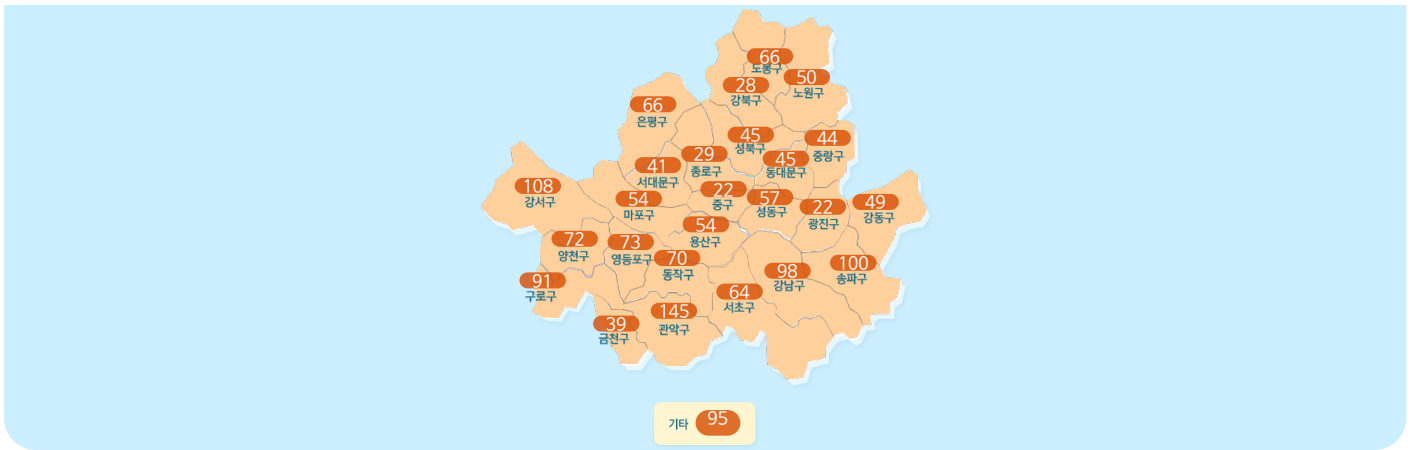 66
도봉구
50
노원구
28
강북구
66
은평구
45
성북구
44
중랑구
29
종로구
45
동대문구
41
서대문구
108
강서구
22
중구
57
성동구
54
마포구
22
광진구
49
강동구
54
용산구
72
양천구
73
영등포구
70
동작구
100
송파구
98
강남구
91
구로구
64
서초구
145
관악구
39
금천구
기타 95